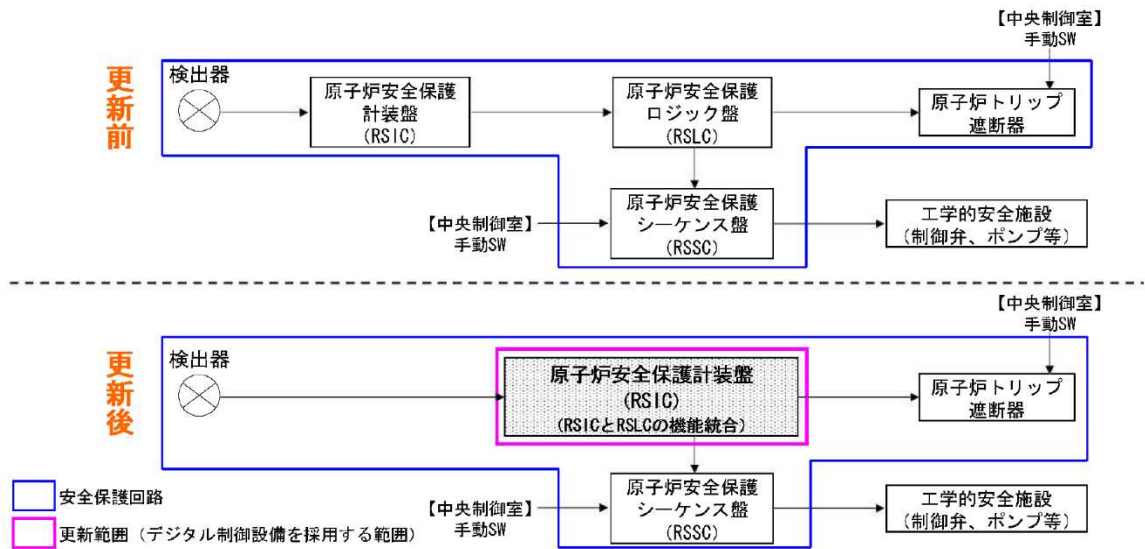 更新前
検出器
原子炉安全保護
計装盤
(RSIC)
原子炉安全保護
ロジック盤
(RSLC)
【中央制御室】
手動SW
原子炉トリップ
遮断器
【中央制御室】
手動SW
原子炉安全保護
シーケンス盤
(RSSC)
工学的安全施設
(制御弁、ポンプ等)
更新後
検出器
原子炉安全保護計装盤
(RSIC)
(RSICとRSLCの機能統合)
【中央制御室】
手動SW
原子炉トリップ
遮断器
【中央制御室】
手動SW
原子炉安全保護
シーケンス盤
(RSSC)
工学的安全施設
(制御弁、ポンプ等)
安全保護回路
更新範囲（デジタル制御設備を採用する範囲）